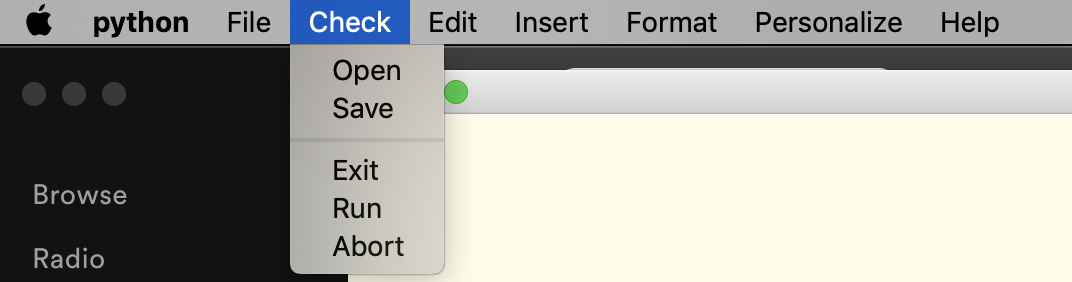 python File Check Edit Insert Format Personalize Help
Open
Save
Exit
Run
Abort
Browse
Radio